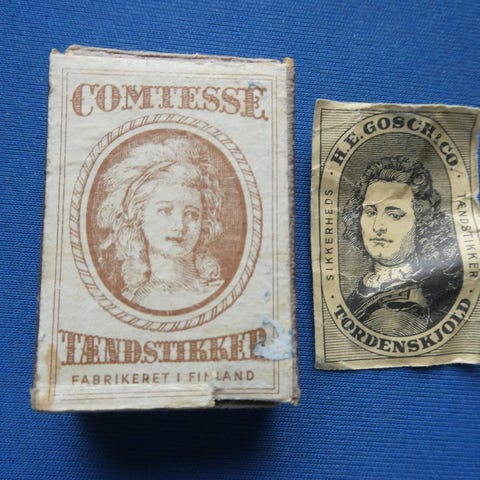 COMTESSE
TÆNDSTIKKER
FABRIKERET I FINLAND
H.E. GOSCH & CO.
SIKKERHEDS
TÆNDSTIKKER
TORDENSKJOLD